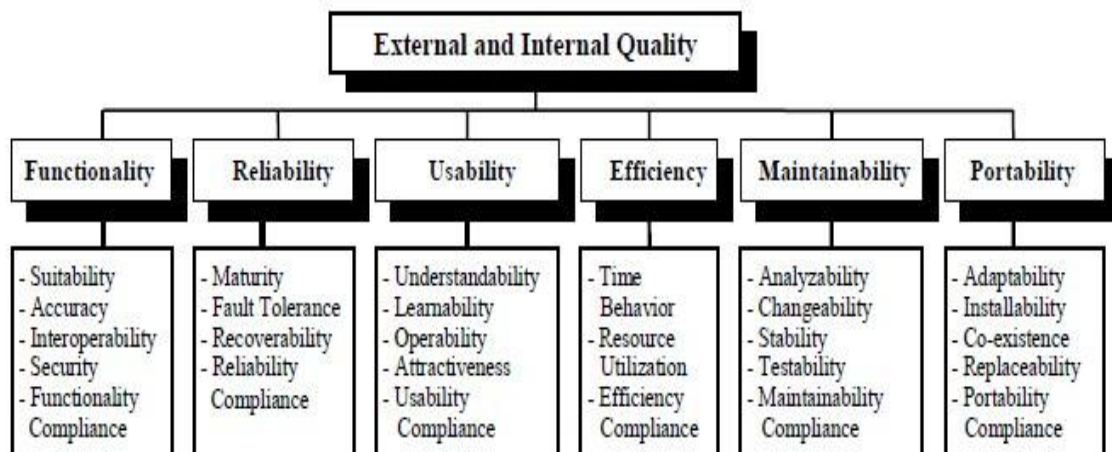 External and Internal Quality
Functionality
Reliability
Usability
Efficiency
Maintainability
Portability
- Suitability
- Accuracy
- Interoperability
- Security
- Functionality
Compliance
- Maturity
- Fault Tolerance
- Recoverability
- Reliability
Compliance
- Understandability
- Learnability
- Operability
- Attractiveness
- Usability
Compliance
- Time
Behavior
- Resource
Utilization
- Efficiency
Compliance
- Analyzability
- Changeability
- Stability
- Testability
- Maintainability
Compliance
- Adaptability
- Installability
- Co-existence
- Replaceability
- Portability
Compliance